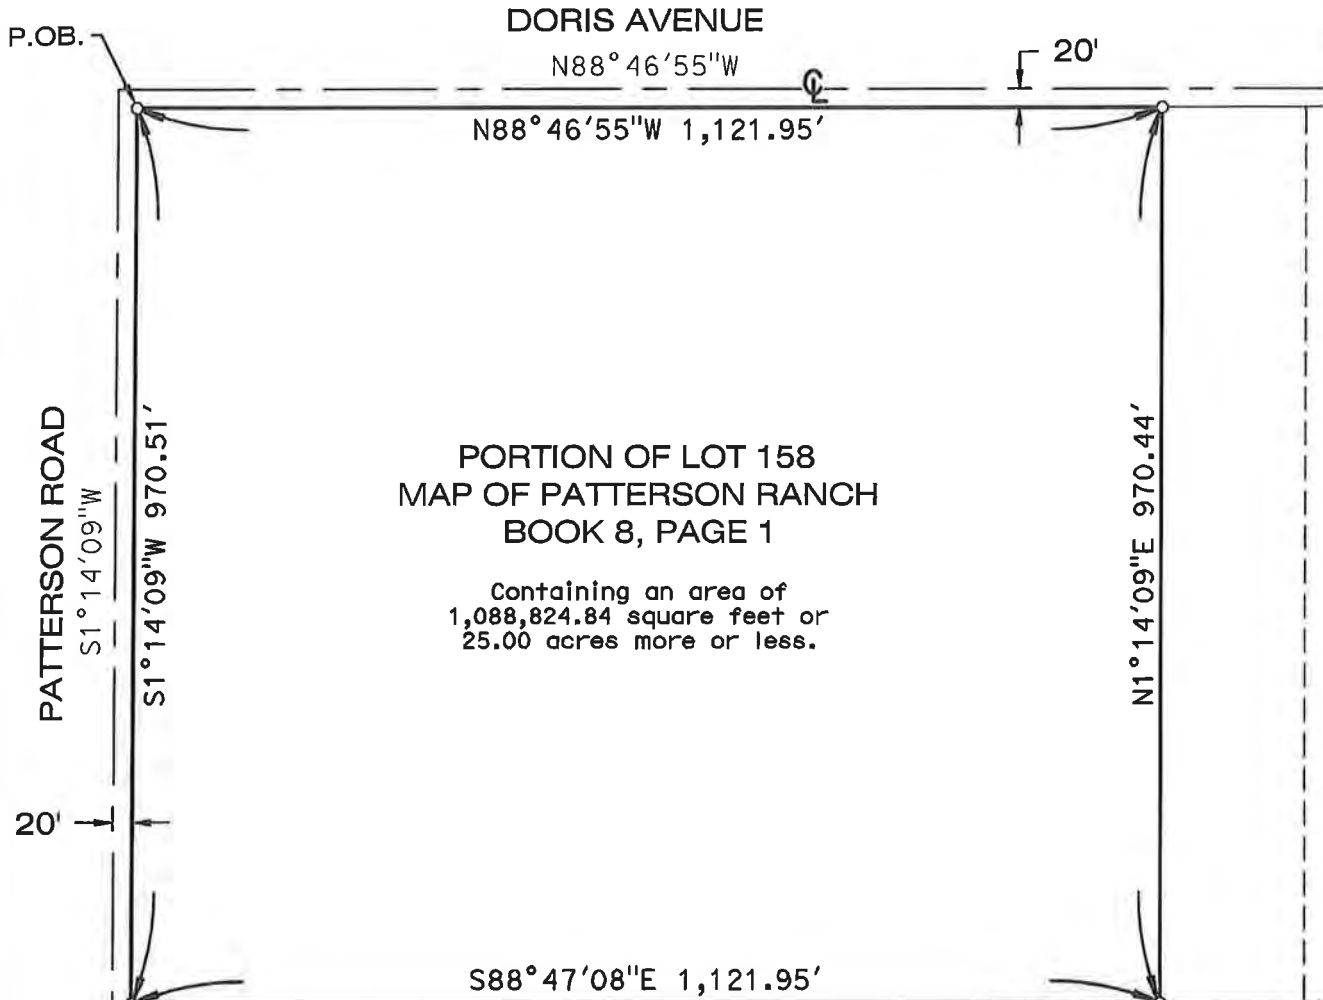 DORIS AVENUE
P.OB.
N88°46'55"W
20'
℄
N88°46'55"W 1,121.95'
PATTERSON ROAD
S1°14'09"W
S1°14'09"W 970.51'
PORTION OF LOT 158
MAP OF PATTERSON RANCH
BOOK 8, PAGE 1
Containing an area of
1,088,824.84 square feet or
25.00 acres more or less.
N1°14'09"E 970.44'
20'
S88°47'08"E 1,121.95'